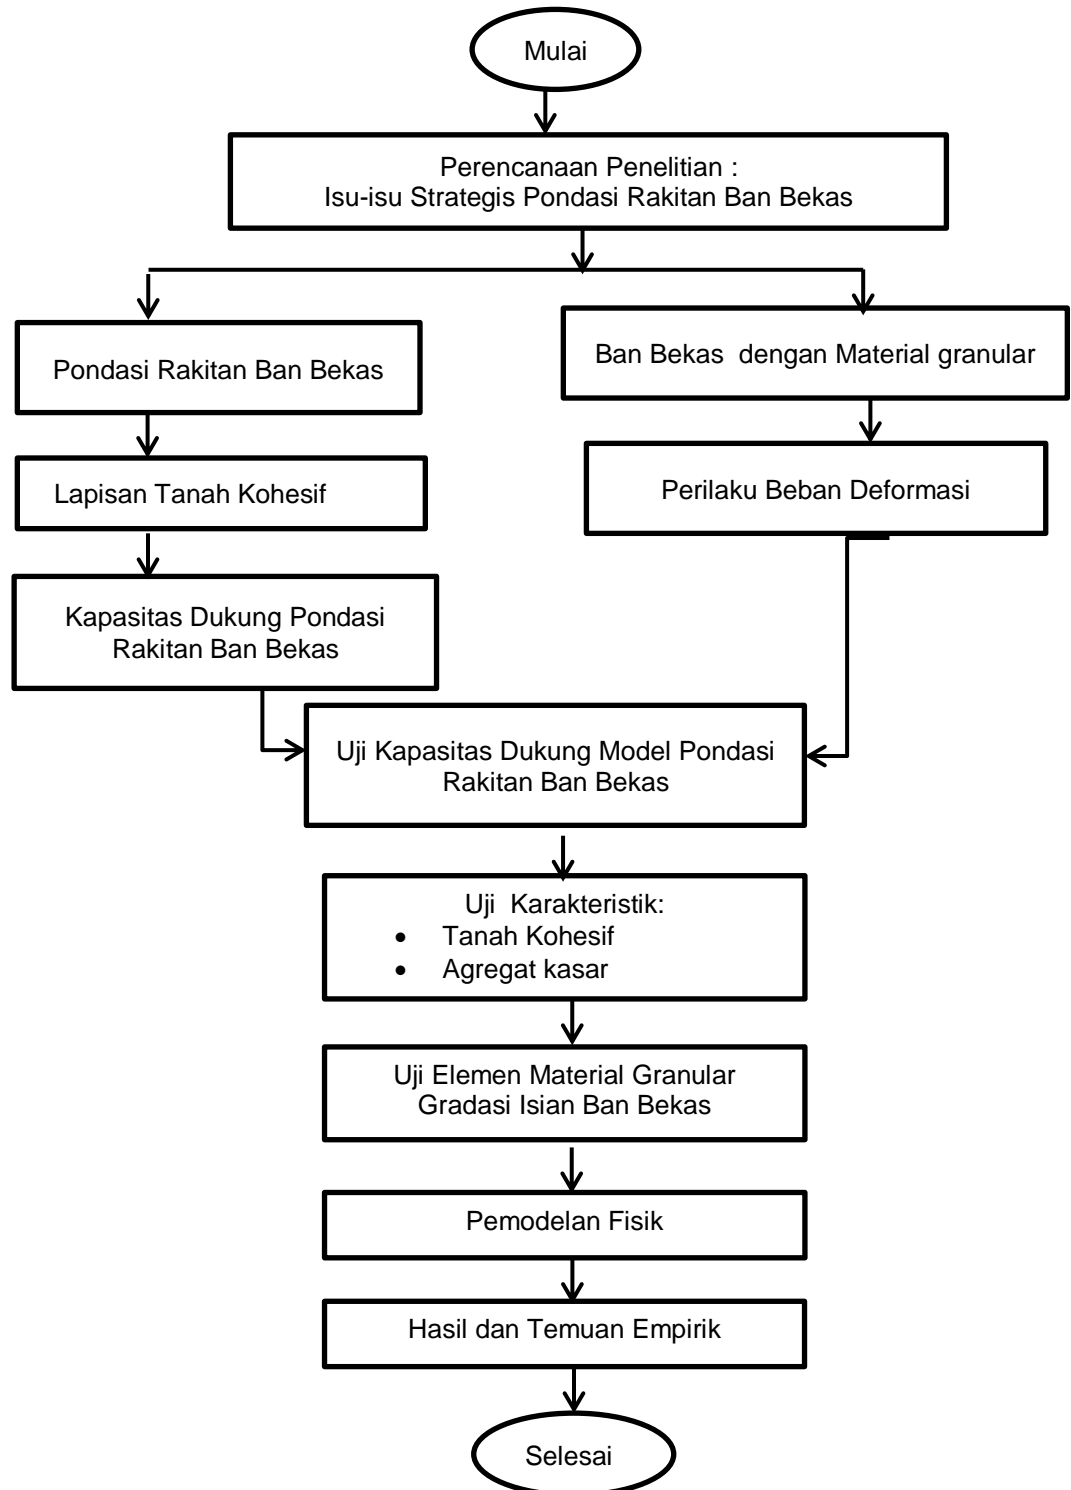 Mulai
Perencanaan Penelitian :
Isu-isu Strategis Pondasi Rakitan Ban Bekas
Pondasi Rakitan Ban Bekas
Ban Bekas dengan Material granular
Lapisan Tanah Kohesif
Perilaku Beban Deformasi
Kapasitas Dukung Pondasi
Rakitan Ban Bekas
Uji Kapasitas Dukung Model Pondasi
Rakitan Ban Bekas
Uji Karakteristik:
• Tanah Kohesif
• Agregat kasar
Uji Elemen Material Granular
Gradasi Isian Ban Bekas
Pemodelan Fisik
Hasil dan Temuan Empirik
Selesai